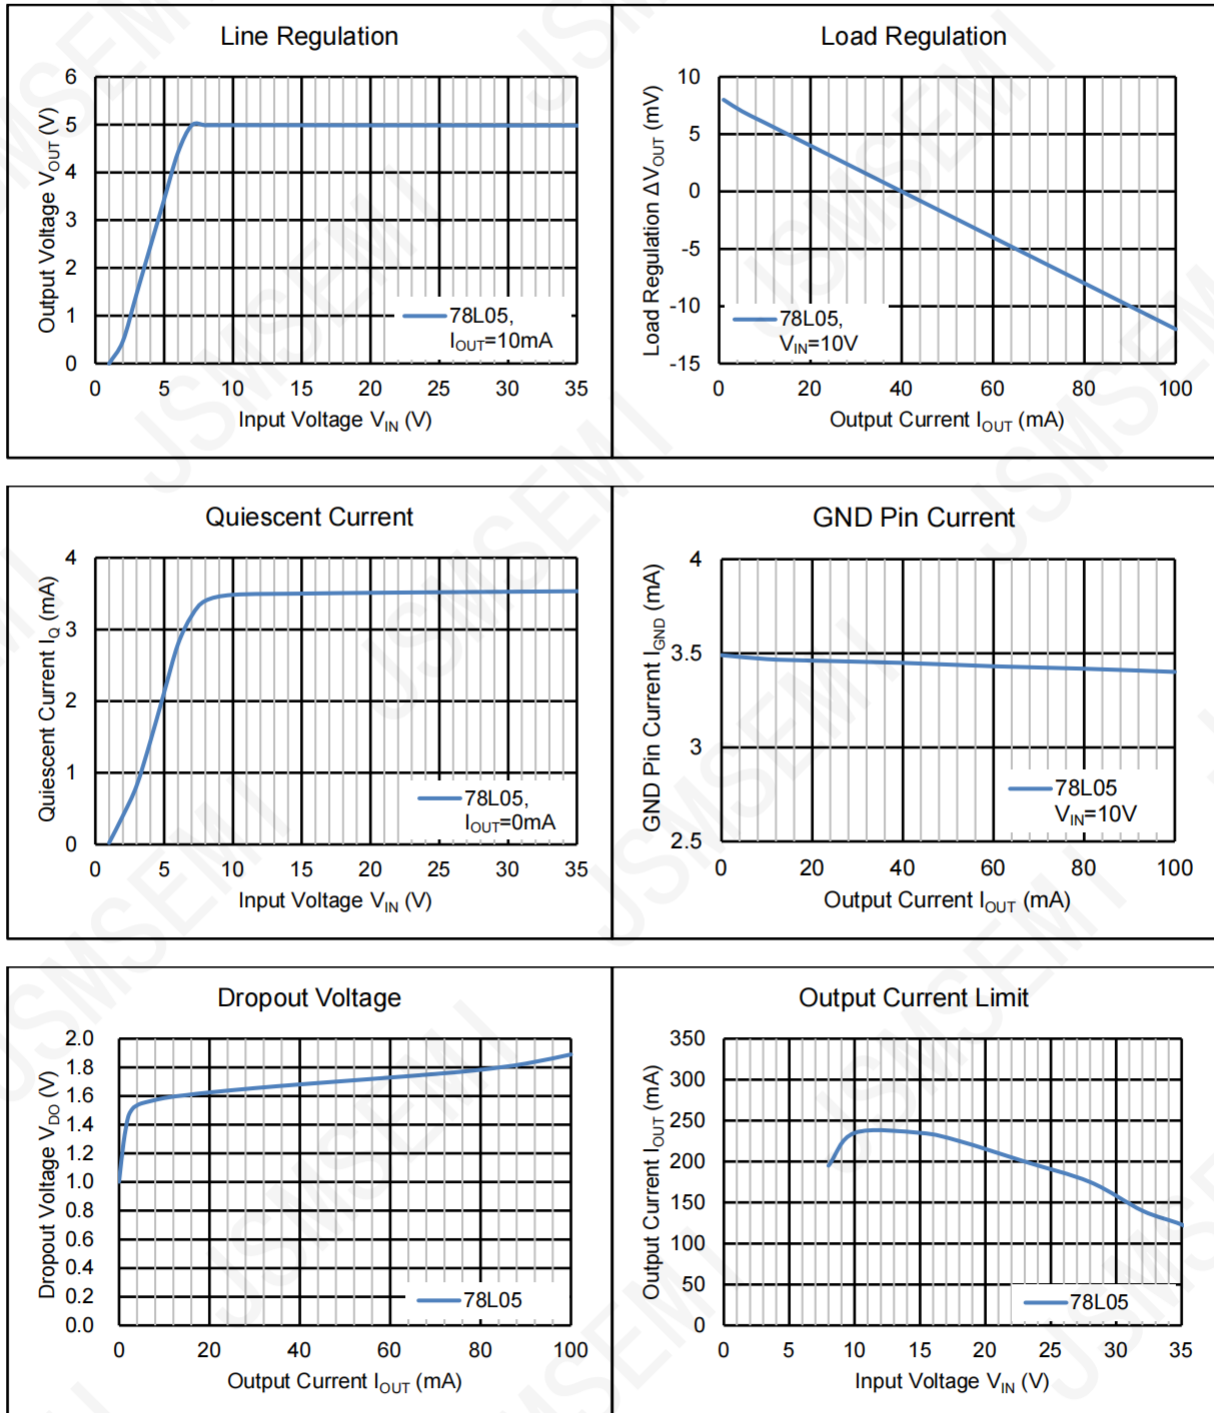 Line Regulation
Output Voltage VOUT (V)
6
5
4
3
2
1
0
0 5 10 15 20 25 30 35
Input Voltage VIN (V)
78L05,
IOUT=10mA
Load Regulation
Load Regulation ΔVOUT (mV)
10
5
0
-5
-10
-15
0 20 40 60 80 100
Output Current IOUT (mA)
78L05,
VIN=10V
Quiescent Current
Quiescent Current IQ (mA)
4
3
2
1
0
0 5 10 15 20 25 30 35
Input Voltage VIN (V)
78L05,
IOUT=0mA
GND Pin Current
GND Pin Current IGND (mA)
4
3.5
3
2.5
0 20 40 60 80 100
Output Current IOUT (mA)
78L05
VIN=10V
Dropout Voltage
Dropout Voltage VDO (V)
2.0
1.8
1.6
1.4
1.2
1.0
0.8
0.6
0.4
0.2
0.0
0 20 40 60 80 100
Output Current IOUT (mA)
78L05
Output Current Limit
Output Current IOUT (mA)
350
300
250
200
150
100
50
0
0 5 10 15 20 25 30 35
Input Voltage VIN (V)
78L05
JSMSEMI